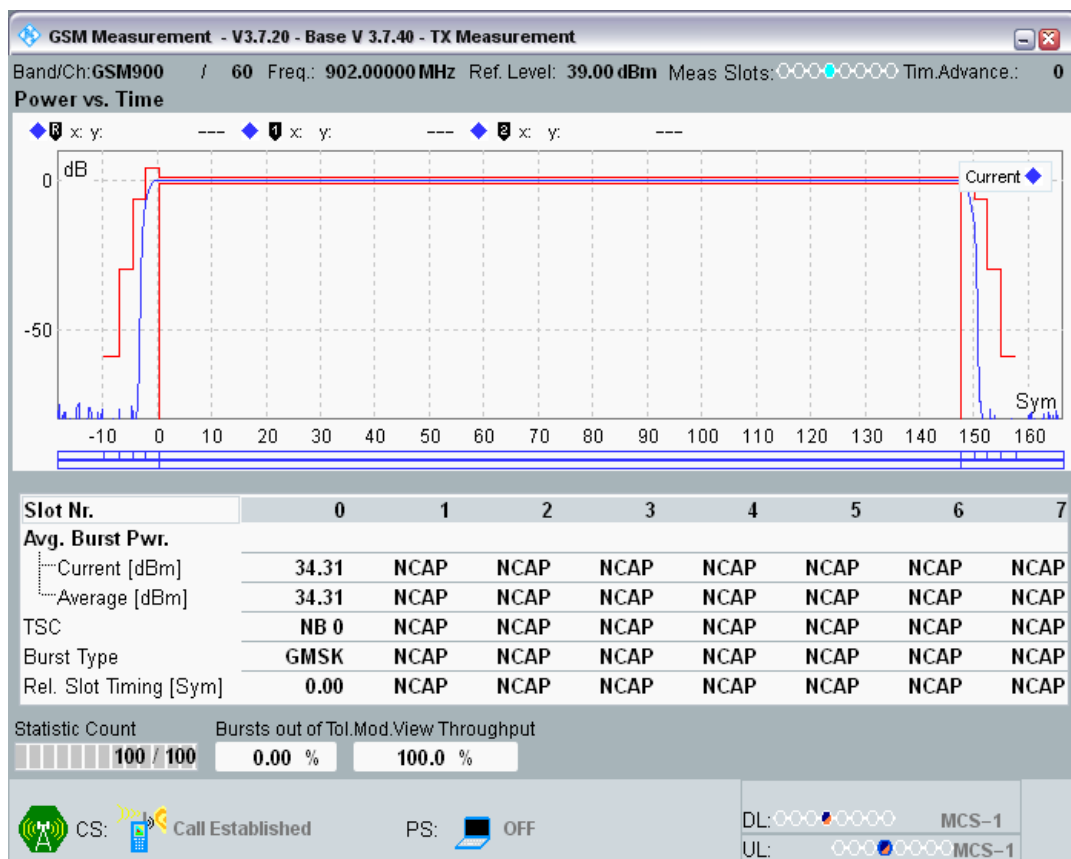 GSM Measurement - V3.7.20 - Base V 3.7.40 - TX Measurement
Band/Ch:GSM900 / 60 Freq.: 902.00000 MHz Ref. Level: 39.00 dBm Meas Slots: Tim.Advance.: 0
Power vs. Time
R x: y: --- 1 x: y: --- 2 x: y: ---
dB
Current
0
-50
Sym
-10 0 10 20 30 40 50 60 70 80 90 100 110 120 130 140 150 160
Slot Nr. 0 1 2 3 4 5 6 7
Avg. Burst Pwr.
Current [dBm] 34.31 NCAP NCAP NCAP NCAP NCAP NCAP NCAP
Average [dBm] 34.31 NCAP NCAP NCAP NCAP NCAP NCAP NCAP
TSC NB 0 NCAP NCAP NCAP NCAP NCAP NCAP NCAP
Burst Type GMSK NCAP NCAP NCAP NCAP NCAP NCAP NCAP
Rel. Slot Timing [Sym] 0.00 NCAP NCAP NCAP NCAP NCAP NCAP NCAP
Statistic Count Bursts out of Tol. Mod.View Throughput
100 / 100 0.00 % 100.0 %
CS: Call Established PS: OFF DL: MCS-1
UL: MCS-1